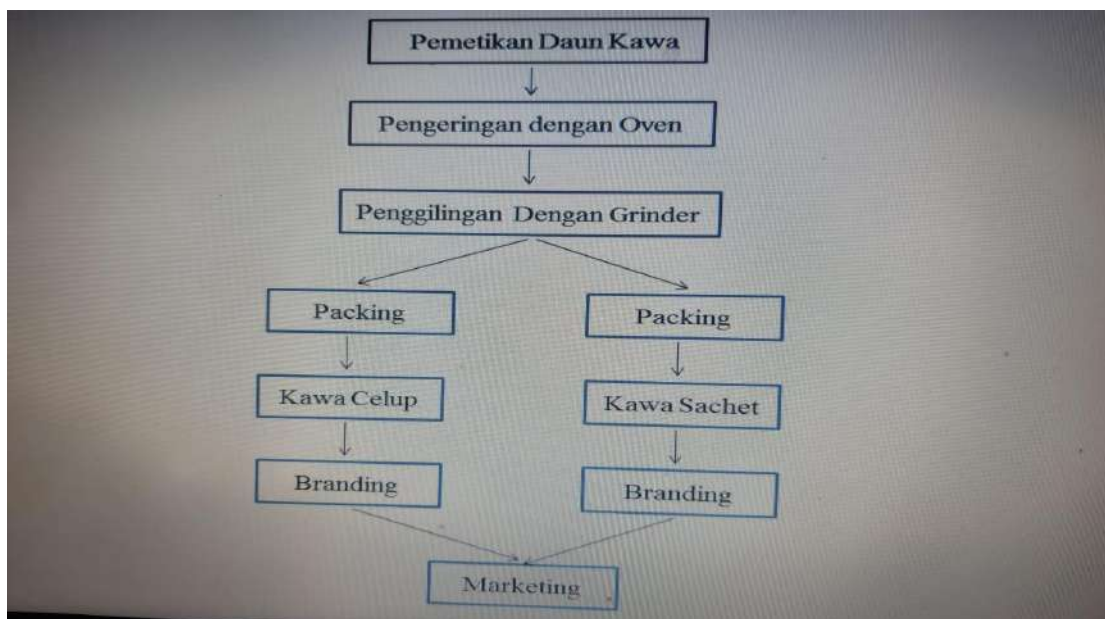 Pemetikan Daun Kawa
Pengeringan dengan Oven
Penggilingan Dengan Grinder
Packing
Packing
Kawa Celup
Kawa Sachet
Branding
Branding
Marketing